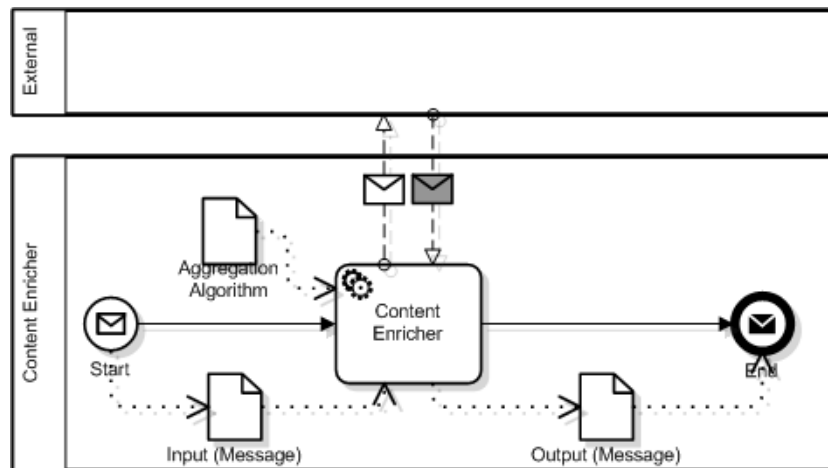 External
Content Enricher
Aggregation
Algorithm
Content
Enricher
Start
End
Input (Message)
Output (Message)